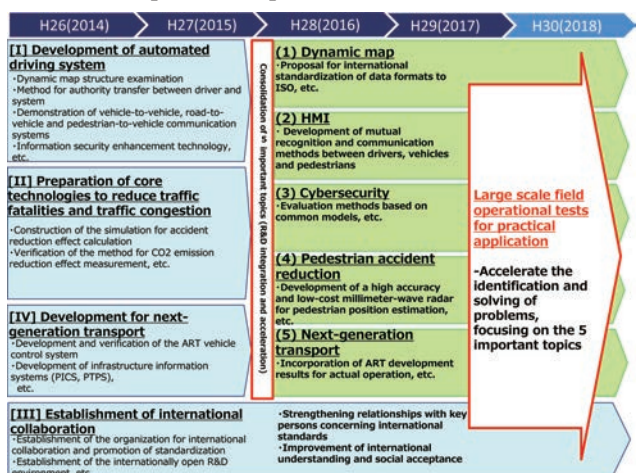 H26(2014)
H27(2015)
H28(2016)
H29(2017)
H30(2018)
[I] Development of automated
driving system
・Dynamic map structure examination
・Method for authority transfer between driver and
system
・Demonstration of vehicle-to-vehicle, road-to-
vehicle and pedestrian-to-vehicle communication
systems
・Information security enhancement technology,
etc.
[II] Preparation of core
technologies to reduce traffic
fatalities and traffic congestion
・Construction of the simulation for accident
reduction effect calculation
・Verification of the method for CO2 emission
reduction effect measurement, etc.
[IV] Development for next-
generation transport
・Development and verification of the ART vehicle
control system
・Development of infrastructure information
systems (PICS, PTPS),
etc.
[III] Establishment of international
collaboration
・Establishment of the organization for international
collaboration and promotion of standardization
・Establishment of the internationally open R&D
environment, etc.
Consolidation of 5 important topics (R&D integration and acceleration)
(1) Dynamic map
・Proposal for international
standardization of data formats to
ISO, etc.
(2) HMI
・Development of mutual
recognition and communication
methods between drivers, vehicles
and pedestrians
(3) Cybersecurity
・Evaluation methods based on
common models, etc.
(4) Pedestrian accident
reduction
・Development of a high accuracy
and low-cost millimeter-wave radar
for pedestrian position estimation,
etc.
(5) Next-generation
transport
・Incorporation of ART development
results for actual operation, etc.
・Strengthening relationships with key
persons concerning international
standards
・Improvement of international
understanding and social acceptance
Large scale field
operational tests
for practical
application
-Accelerate the
identification and
solving of
problems,
focusing on the 5
important topics